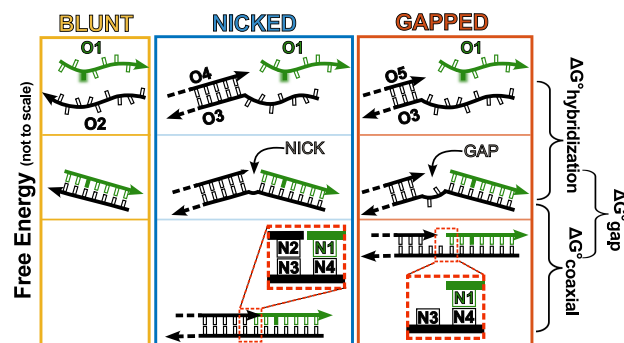 BLUNT
NICKED
GAPPED
O1
O2
O1
O4
O3
O1
O5
O3
NICK
GAP
N2 N1
N3 N4
N1
N3 N4
Free Energy (not to scale)
ΔG°hybridization
ΔG°coaxial
ΔG°gap